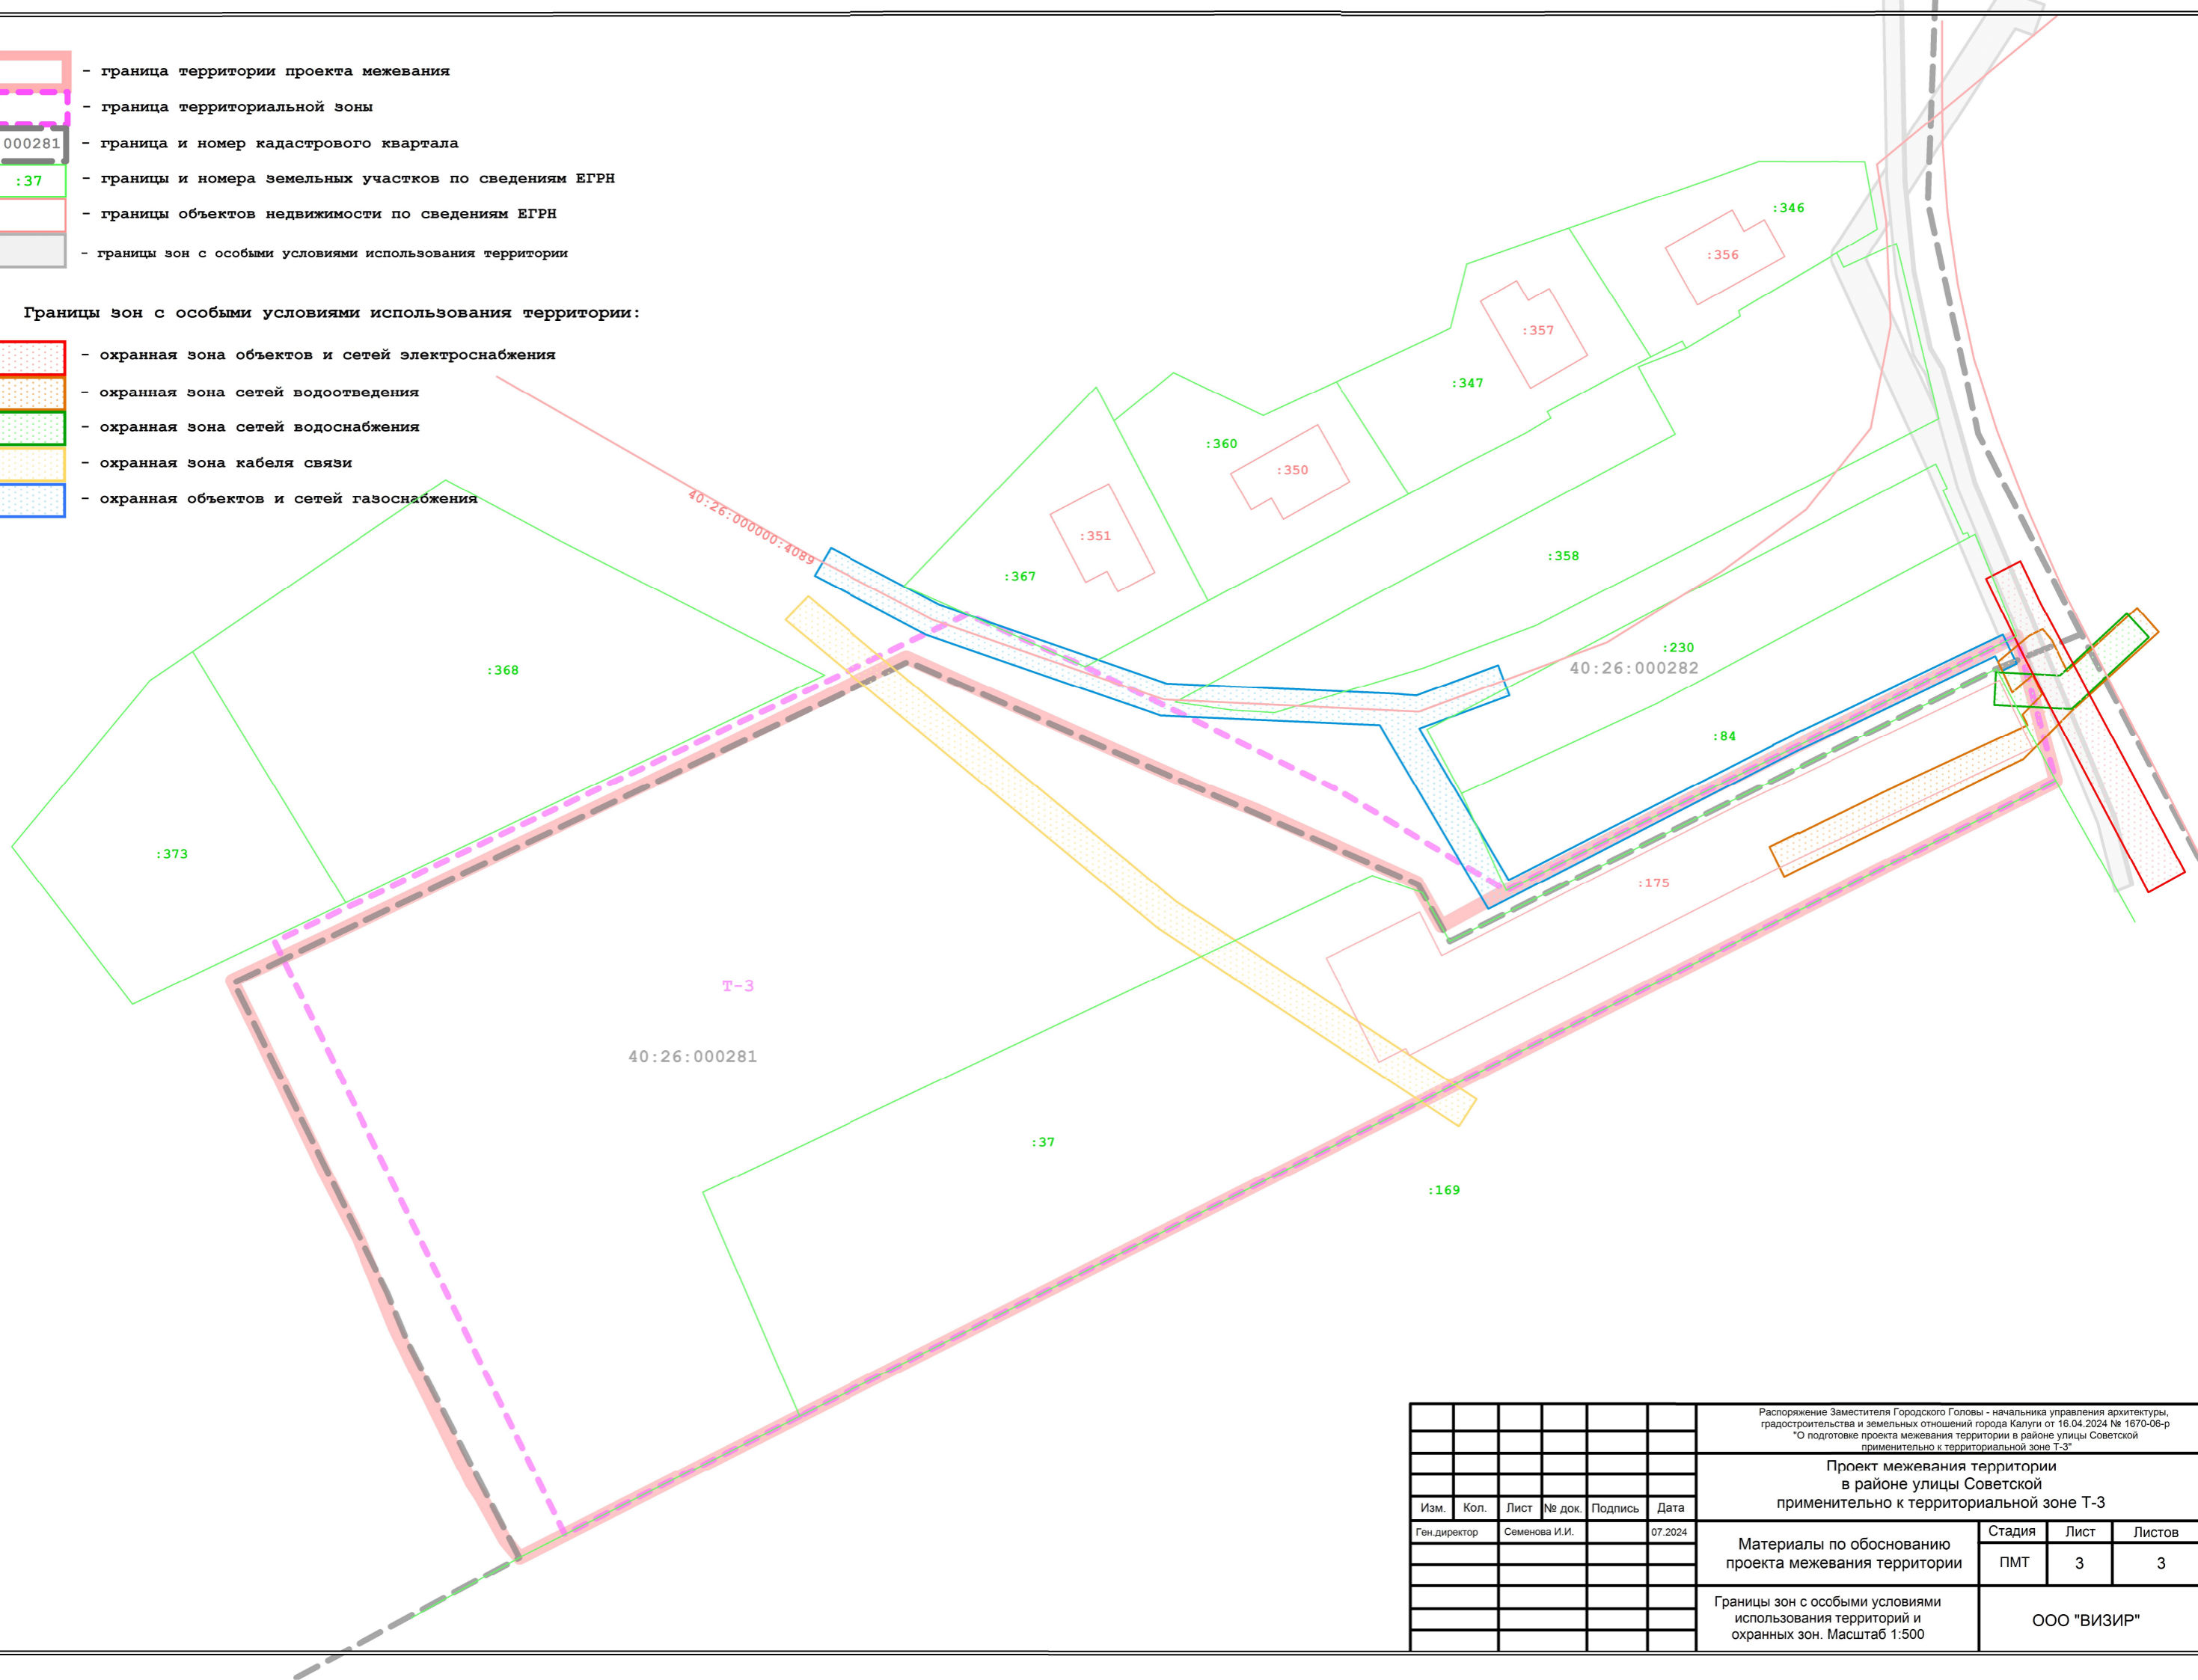 - граница территории проекта межевания
- граница территориальной зоны
000281 - граница и номер кадастрового квартала
:37 - границы и номера земельных участков по сведениям ЕГРН
- границы объектов недвижимости по сведениям ЕГРН
- границы зон с особыми условиями использования территории
Границы зон с особыми условиями использования территории:
- охранная зона объектов и сетей электроснабжения
- охранная зона сетей водоотведения
- охранная зона сетей водоснабжения
- охранная зона кабеля связи
- охранная объектов и сетей газоснабжения
:346
:356
:357
:347
:360
:350
40:26:000000:4089
:351
:358
:367
:230
40:26:000282
:368
:84
:373
:175
Т-3
40:26:000281
:37
:169
Распоряжение Заместителя Городского Головы - начальника управления архитектуры,
градостроительства и земельных отношений города Калуги от 16.04.2024 № 1670-06-р
"О подготовке проекта межевания территории в районе улицы Советской
применительно к территориальной зоне Т-3"
Проект межевания территории
в районе улицы Советской
применительно к территориальной зоне Т-3
Изм. Кол. Лист № док. Подпись Дата
Ген.директор Семенова И.И. 07.2024
Материалы по обоснованию
проекта межевания территории
Стадия Лист Листов
ПМТ 3 3
Границы зон с особыми условиями
использования территорий и
охранных зон. Масштаб 1:500
ООО "ВИЗИР"